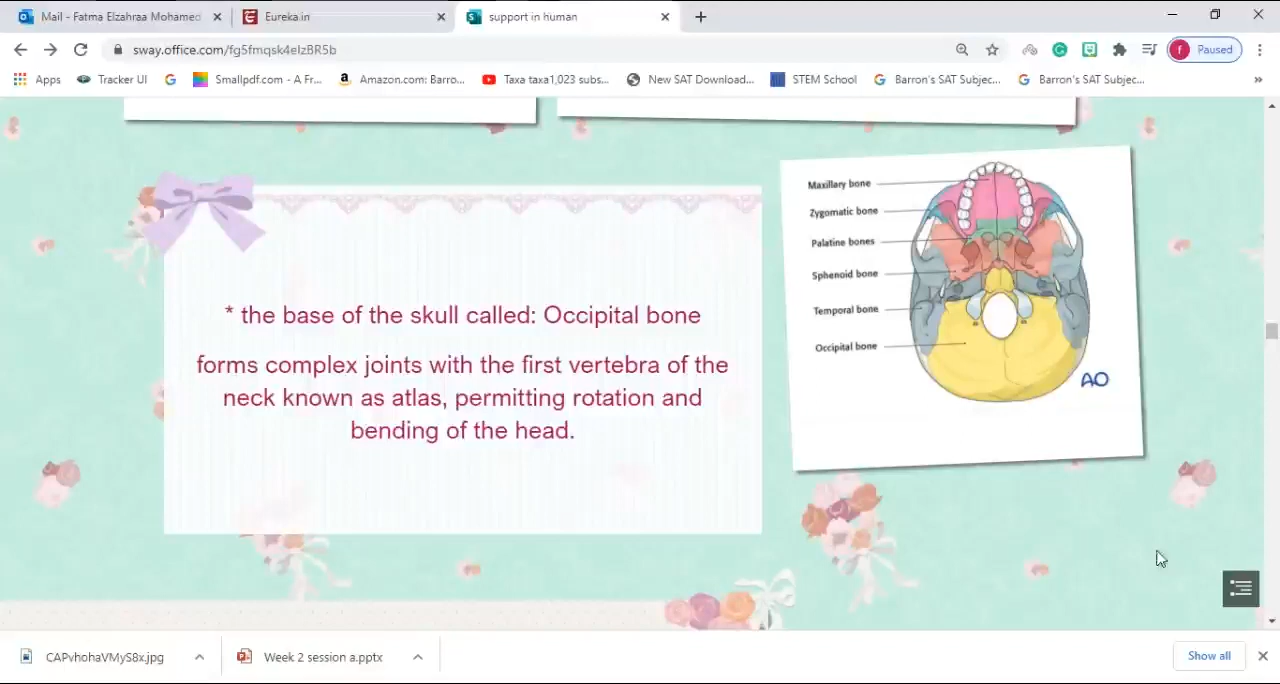 Mail - Fatma Elzahraa Mohamed
Eureka.in
support in human
sway.office.com/fg5fmqsk4elzBR5b
f
Paused
Apps
Tracker UI
Smallpdf.com - A Fr...
Amazon.com: Barro...
Taxa taxa1,023 subs...
New SAT Download...
STEM School
Barron's SAT Subjec...
Barron's SAT Subjec...
Maxillary bone
Zygomatic bone
Palatine bones
Sphenoid bone
Temporal bone
Occipital bone
AO
* the base of the skull called: Occipital bone
forms complex joints with the first vertebra of the
neck known as atlas, permitting rotation and
bending of the head.
CAPvhohaVMyS8x.jpg
Week 2 session a.pptx
Show all